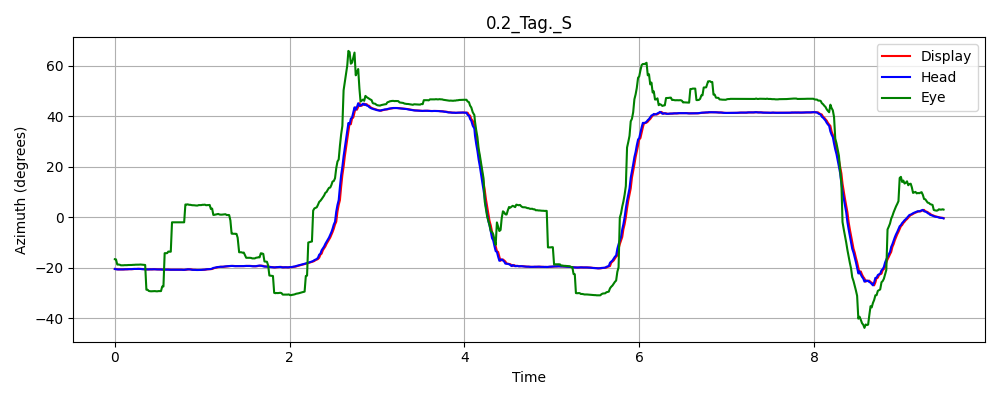 0.2_Tag._S
Display
Head
Eye
60
40
20
0
−20
−40
Azimuth (degrees)
0 2 4 6 8
Time